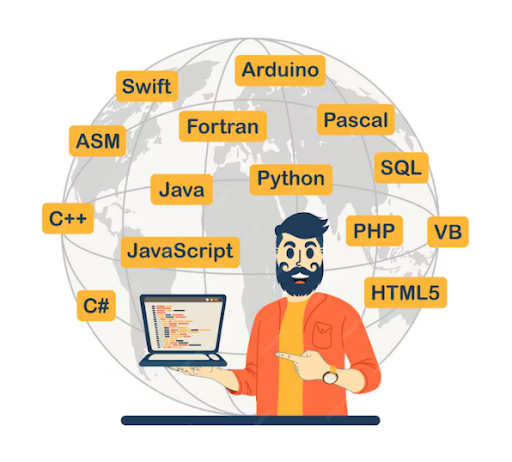 Arduino
Swift
Fortran
Pascal
ASM
SQL
Java
Python
C++
PHP
VB
JavaScript
HTML5
C#